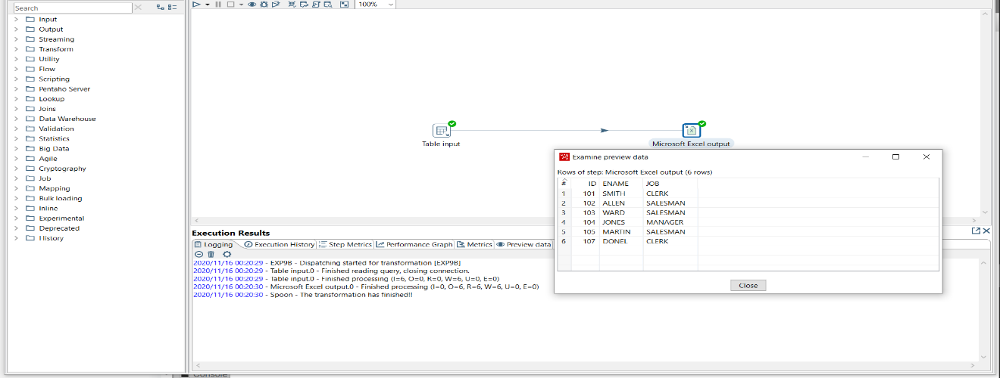 Search
100%
Input
Output
Streaming
Transform
Utility
Flow
Scripting
Pentaho Server
Lookup
Joins
Data Warehouse
Validation
Statistics
Big Data
Agile
Cryptography
Job
Mapping
Bulk loading
Inline
Experimental
Deprecated
History
Table input
Microsoft Excel output
Examine preview data
Rows of step: Microsoft Excel output (6 rows)
# ID ENAME JOB
1 101 SMITH CLERK
2 102 ALLEN SALESMAN
3 103 WARD SALESMAN
4 104 JONES MANAGER
5 105 MARTIN SALESMAN
6 107 DONEL CLERK
Close
Execution Results
Logging Execution History Step Metrics Performance Graph Metrics Preview data
2020/11/16 00:20:29 - EXP9B - Dispatching started for transformation [EXP9B]
2020/11/16 00:20:29 - Table input.0 - Finished reading query, closing connection.
2020/11/16 00:20:29 - Table input.0 - Finished processing (I=6, O=0, R=0, W=6, U=0, E=0)
2020/11/16 00:20:30 - Microsoft Excel output.0 - Finished processing (I=0, O=6, R=6, W=6, U=0, E=0)
2020/11/16 00:20:30 - Spoon - The transformation has finished!!
Console